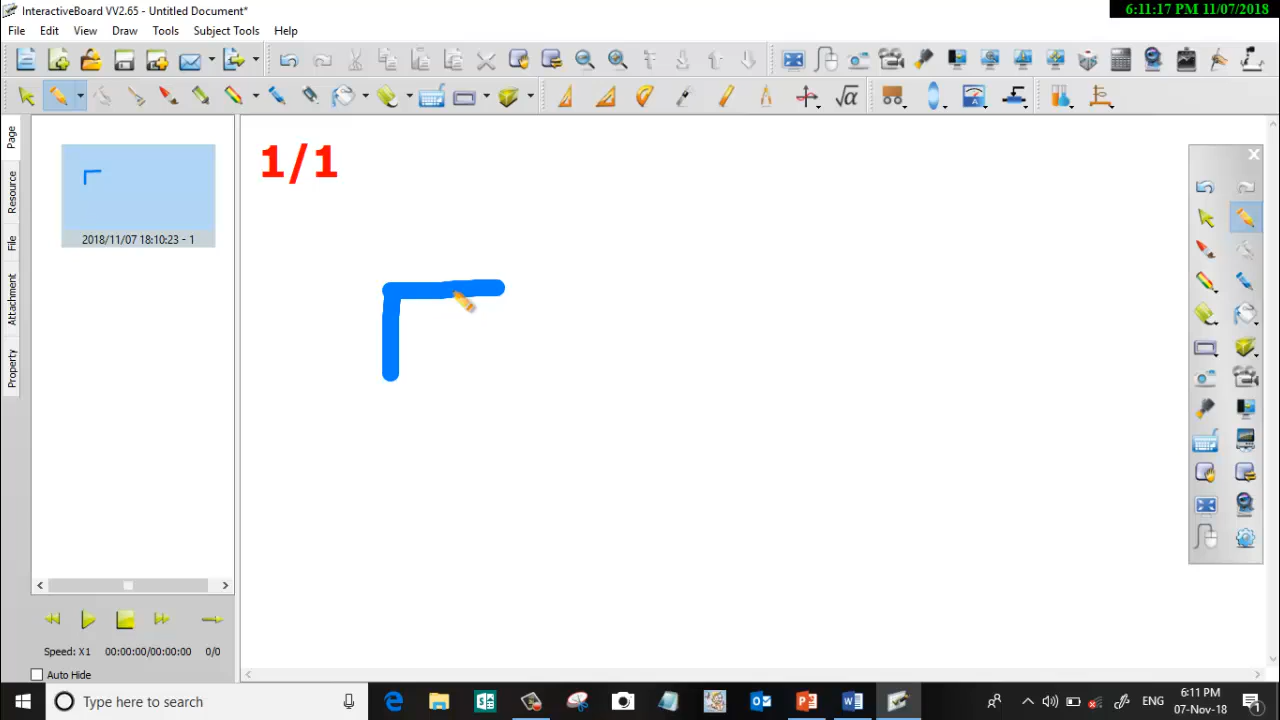 InteractiveBoard VV2.65 - Untitled Document*
6:11:17 PM 11/07/2018
File Edit View Draw Tools Subject Tools Help
Page
Resource
File
Attachment
Property
1/1
2018/11/07 18:10:23 - 1
Speed: X1 00:00:00/00:00:00 0/0
Auto Hide
Type here to search
ENG
6:11 PM
07-Nov-18
1